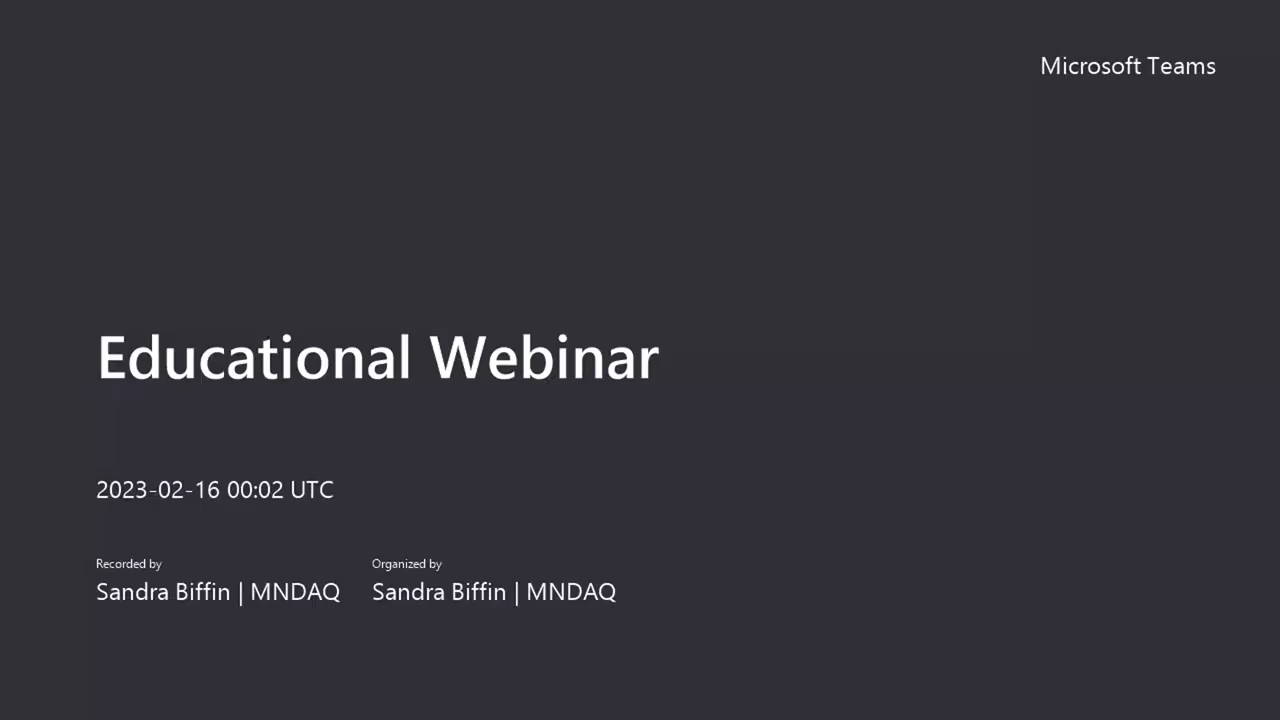 Microsoft Teams
Educational Webinar
2023-02-16 00:02 UTC
Recorded by
Organized by
Sandra Biffin | MNDAQ
Sandra Biffin | MNDAQ